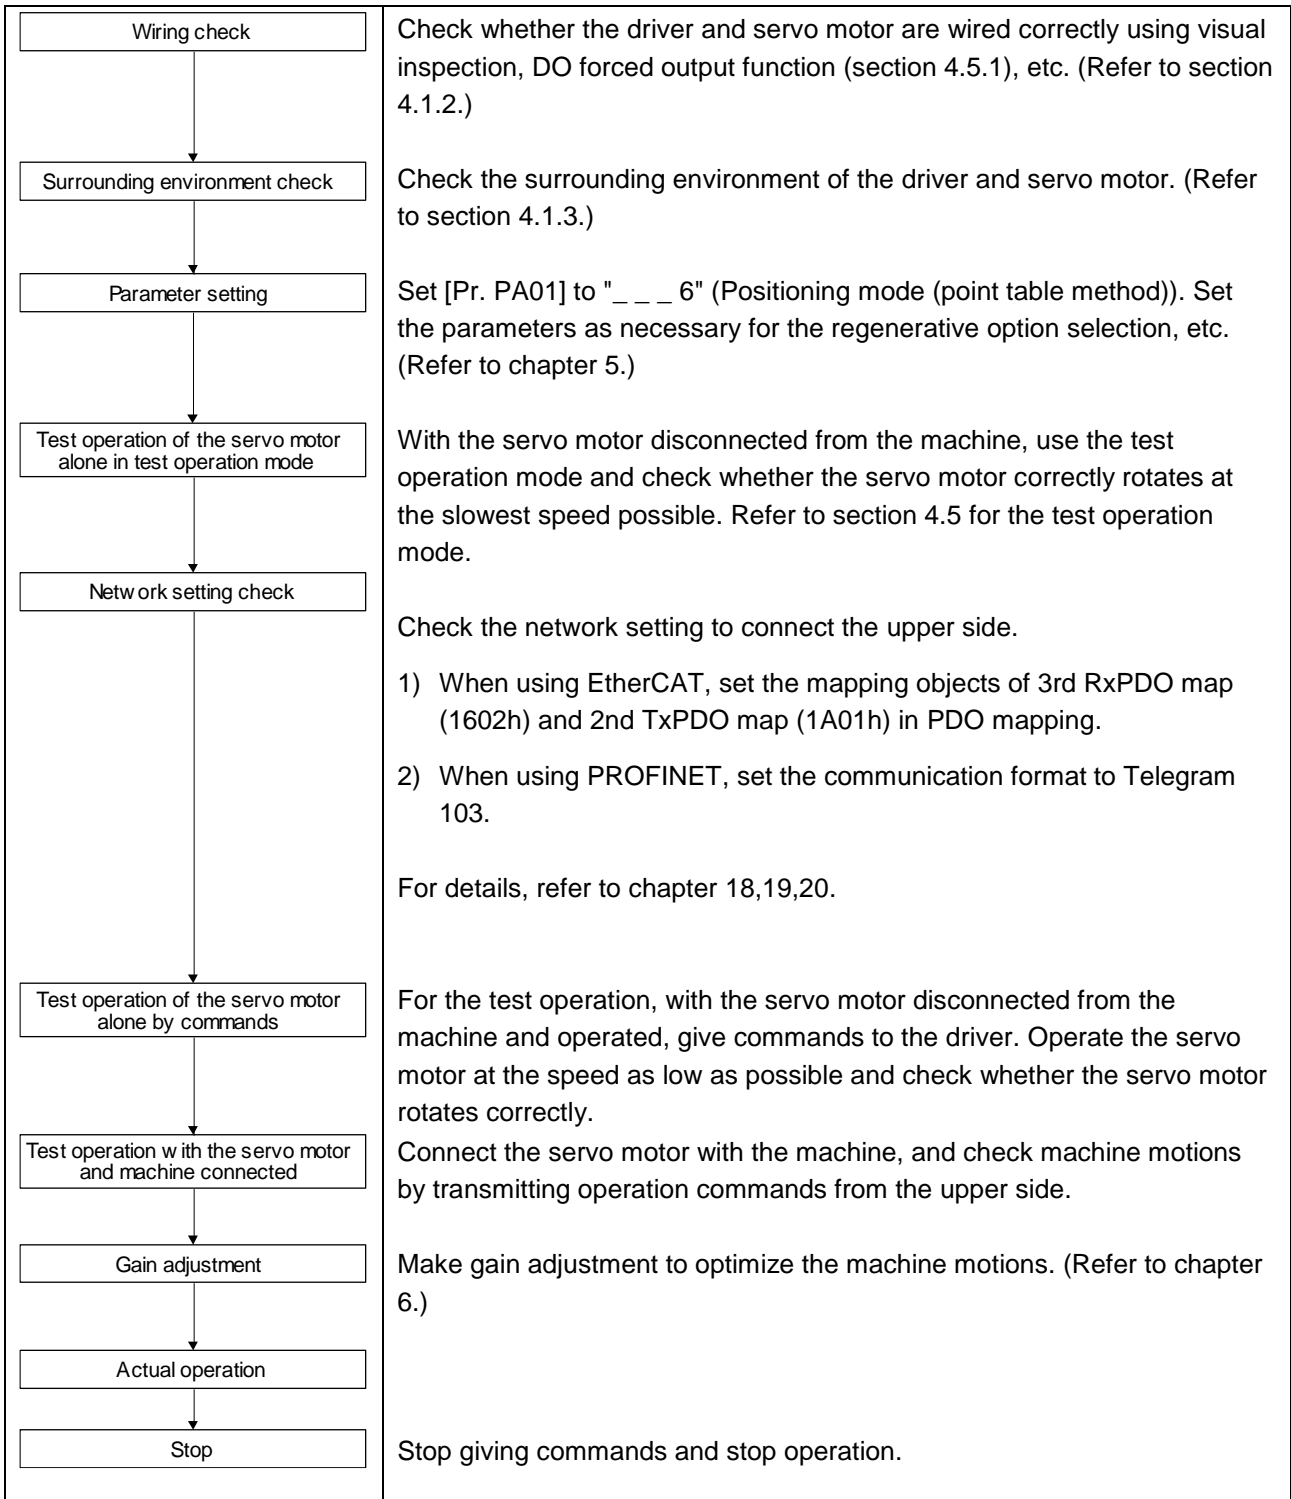 Wiring check
Check whether the driver and servo motor are wired correctly using visual
inspection, DO forced output function (section 4.5.1), etc. (Refer to section
4.1.2.)
Surrounding environment check
Check the surrounding environment of the driver and servo motor. (Refer
to section 4.1.3.)
Parameter setting
Set [Pr. PA01] to "_ _ _ 6" (Positioning mode (point table method)). Set
the parameters as necessary for the regenerative option selection, etc.
(Refer to chapter 5.)
Test operation of the servo motor
alone in test operation mode
With the servo motor disconnected from the machine, use the test
operation mode and check whether the servo motor correctly rotates at
the slowest speed possible. Refer to section 4.5 for the test operation
mode.
Network setting check
Check the network setting to connect the upper side.
1) When using EtherCAT, set the mapping objects of 3rd RxPDO map
(1602h) and 2nd TxPDO map (1A01h) in PDO mapping.
2) When using PROFINET, set the communication format to Telegram
103.
For details, refer to chapter 18,19,20.
Test operation of the servo motor
alone by commands
For the test operation, with the servo motor disconnected from the
machine and operated, give commands to the driver. Operate the servo
motor at the speed as low as possible and check whether the servo motor
rotates correctly.
Test operation with the servo motor
and machine connected
Connect the servo motor with the machine, and check machine motions
by transmitting operation commands from the upper side.
Gain adjustment
Make gain adjustment to optimize the machine motions. (Refer to chapter
6.)
Actual operation
Stop
Stop giving commands and stop operation.